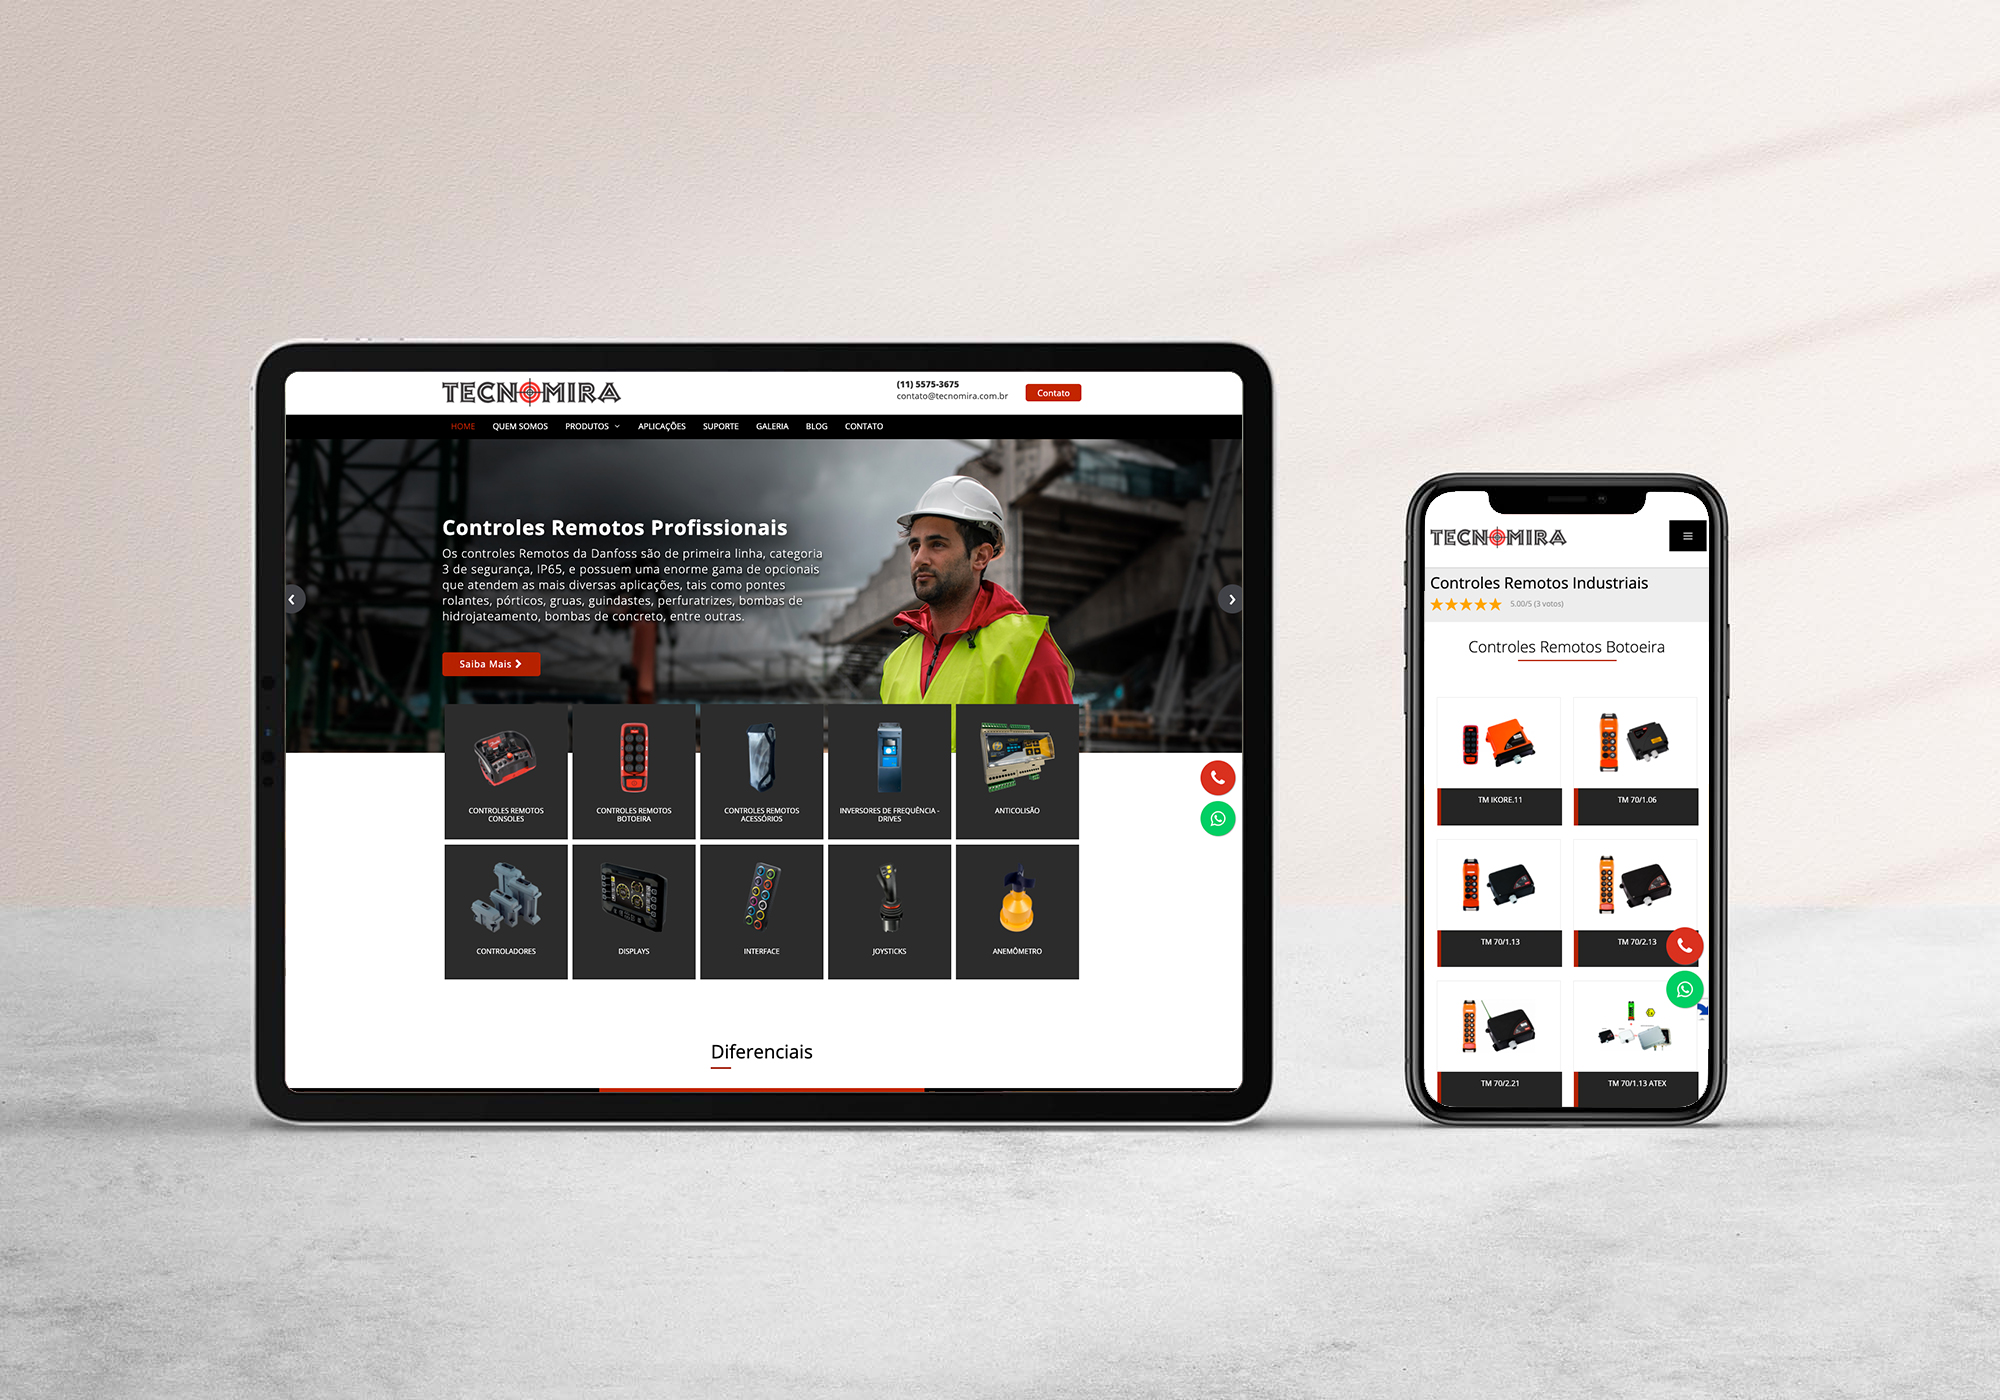 TECNOMIRA
(11) 5575-3675
contato@tecnomira.com.br
Contato
HOME QUEM SOMOS PRODUTOS APLICAÇÕES SUPORTE GALERIA BLOG CONTATO
Controles Remotos Profissionais
Os controles Remotos da Danfoss são de primeira linha, categoria
3 de segurança, IP65, e possuem uma enorme gama de opcionais
que atendem as mais diversas aplicações, tais como pontes
rolantes, pórticos, gruas, guindastes, perfuratrizes, bombas de
hidrojateamento, bombas de concreto, entre outras.
Saiba Mais
CONTROLES REMOTOS
CONSOLES
CONTROLES REMOTOS
BOTOEIRA
CONTROLES REMOTOS
ACESSÓRIOS
INVERSORES DE FREQUÊNCIA -
DRIVES
ANTICOLISÃO
CONTROLADORES
DISPLAYS
INTERFACE
JOYSTICKS
ANEMÔMETRO
Diferenciais
TECNOMIRA
Controles Remotos Industriais
5.00/5 (3 votos)
Controles Remotos Botoeira
TM IKORE.11
TM 70/1.06
TM 70/1.13
TM 70/2.13
TM 70/2.21
TM 70/1.13 ATEX